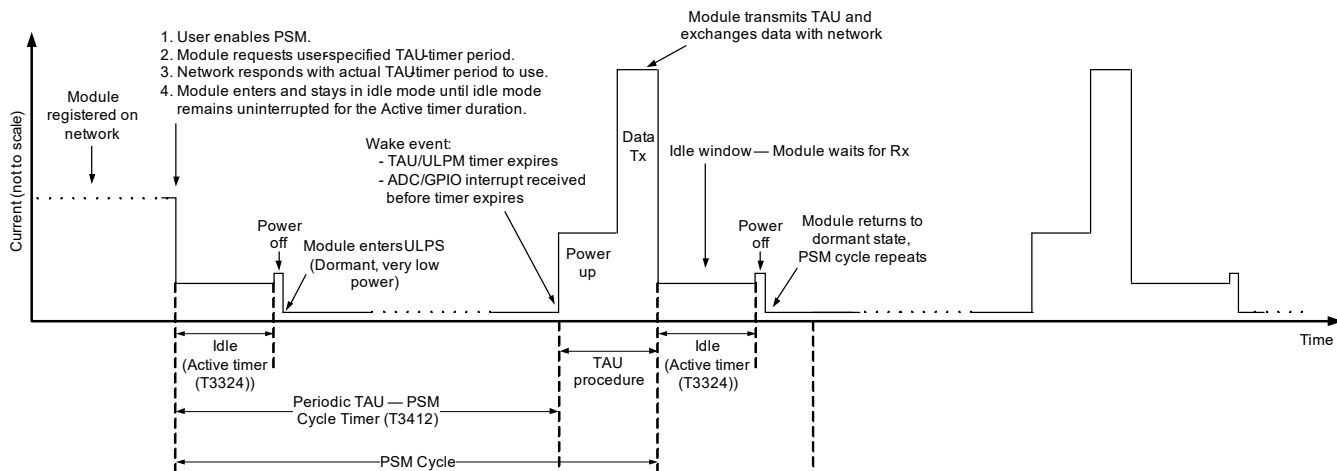 Module transmits TAU and
exchanges data with network
1. User enables PSM.
2. Module requests user-specified TAU-timer period.
3. Network responds with actual TAU-timer period to use.
4. Module enters and stays in idle mode until idle mode
remains uninterrupted for the Active timer duration.
Module
registered on
network
Current (not to scale)
Wake event:
- TAU/ULPM timer expires
- ADC/GPIO interrupt received
before timer expires
Data
Tx
Idle window — Module waits for Rx
Power
off
Module enters ULPS
(Dormant, very low
power)
Power
up
Power
off
Module returns to
dormant state,
PSM cycle repeats
Time
Idle
(Active timer
(T3324))
TAU
procedure
Idle
(Active timer
(T3324))
Periodic TAU — PSM
Cycle Timer (T3412)
PSM Cycle